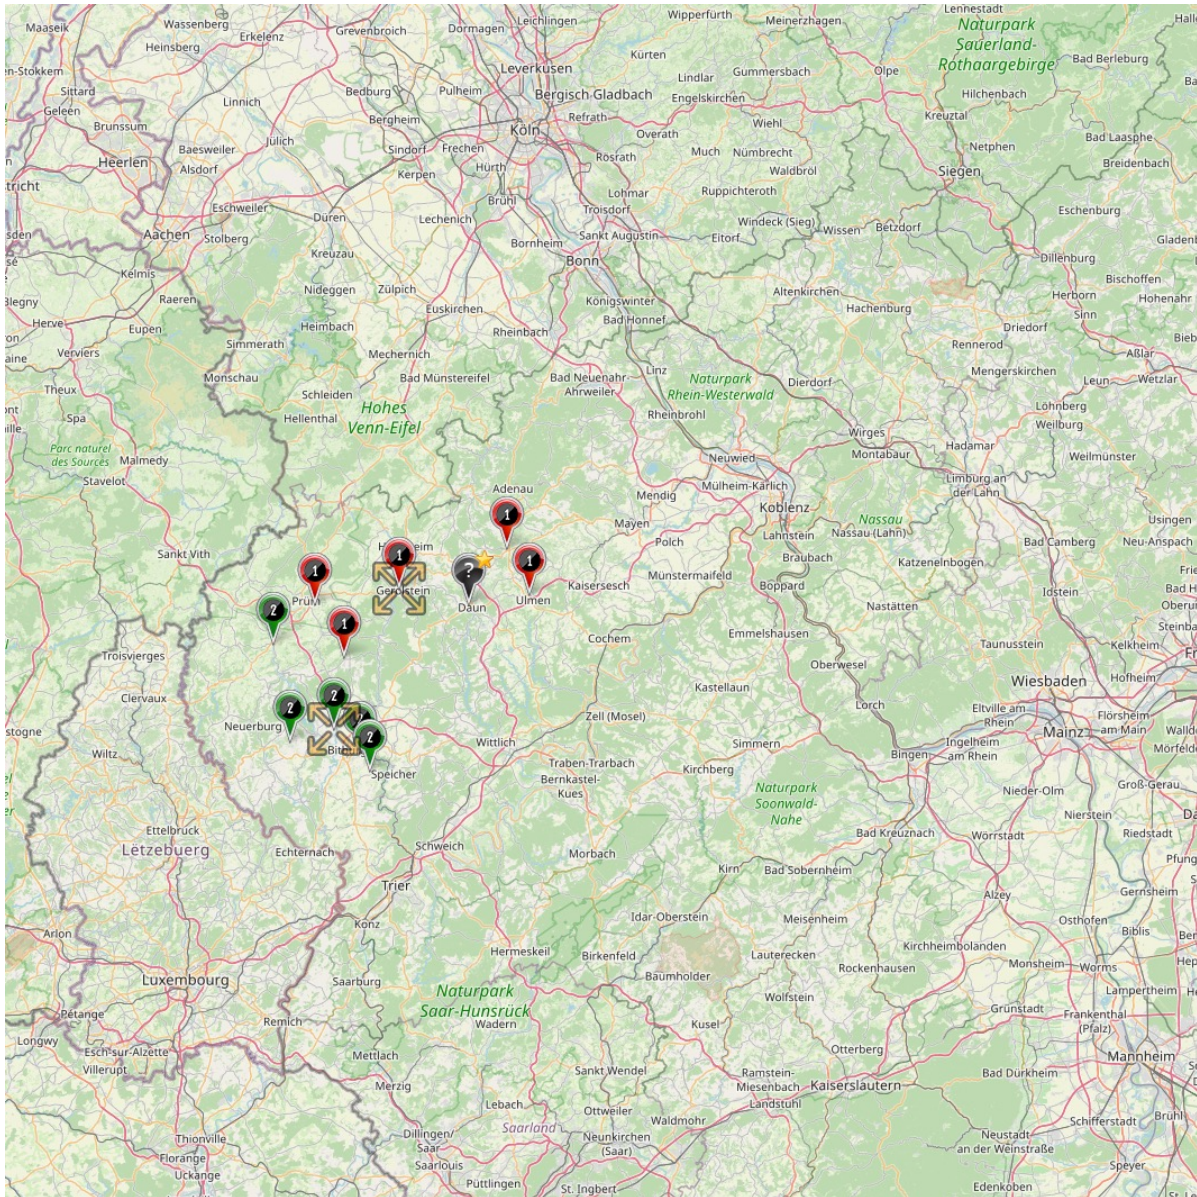 Maaseik
Wassenberg
Grevenbroich
Leichlingen
Wipperfürth
Lennestadt
Erkelenz
Dormagen
Meinerzhagen
Naturpark
Sauerland-
Rothaargebirge
Heinsberg
Leverkusen
Kürten
Bad Berleburg
en-Stokkem
Sittard
Geleen
Linnich
Bedburg
Pulheim
Bergisch Gladbach
Lindlar
Gummersbach
Olpe
Hilchenbach
Engelskirchen
Brunssum
Bergheim
Köln
Refrath
Wiehl
Kreuztal
Overath
Jülich
Baesweiler
Sindorf
Frechen
Bad Laasphe
Heerlen
Alsdorf
Kerpen
Hürth
Rösrath
Much
Nümbrecht
Netphen
Breidenbach
Waldbröl
Siegen
Brühl
Lohmar
Ruppichteroth
Eschweiler
Düren
Lechenich
Troisdorf
Eschenburg
Windeck (Sieg)
Aachen
Stolberg
Bornheim
Sankt Augustin
Eitorf
Wissen
Betzdorf
Kreuzau
Bonn
Dillenburg
Kelmis
Nideggen
Zülpich
Bischoffen
Blegny
Raeren
Euskirchen
Königswinter
Altenkirchen
Hachenburg
Herborn
Hohenahr
Herve
Eupen
Heimbach
Rheinbach
Bad Honnef
Sinn
Driedorf
Simmerath
Rennerod
Verviers
Mechernich
Aßlar
Monschau
Bad Münstereifel
Bad Neuenahr-
Ahrweiler
Linz
Naturpark
Rhein-Westerwald
Dierdorf
Mengerskirchen
Leun
Wetzlar
Theux
Schleiden
Hellenthal
Hohes
Venn-Eifel
Rheinbrohl
Löhnberg
Weilburg
Spa
Wirges
Parc naturel
des Sources
Malmedy
Hadamar
Stavelot
Neuwied
Montabaur
Weilmünster
Mülheim-Kärlich
Limburg an
der Lahn
Adenau
Mendig
Koblenz
1
Mayen
Nassau
Nassau (Lahn)
Usingen
Lahnstein
Polch
Bad Camberg
Neu-Anspach
Sankt Vith
1
1
Braubach
Katzenelnbogen
1
?
Gerolstein
Kaisersesch
Münstermaifeld
Boppard
Idstein
Prüm
Daun
Ulmen
Nastätten
2
1
Troisvierges
Cochem
Emmelshausen
Taunusstein
Kelkheim
Oberwesel
Hofheim
Clervaux
Kastellaun
Wiesbaden
2
2
Lorch
Eltville am
Rhein
Flörsheim
am Main
Neuerburg
Zell (Mosel)
Mainz
2
Wiltz
Wittlich
Ingelheim
am Rhein
Bingen
Simmern
Traben-Trarbach
Speicher
Bernkastel-
Kues
Kirchberg
Groß-Gerau
Naturpark
Soonwald-
Nahe
Nieder-Olm
Nierstein
Ettelbruck
Riedstadt
Bad Kreuznach
Wörrstadt
Lëtzebuerg
Echternach
Schweich
Morbach
Kirn
Bad Sobernheim
Trier
Gernsheim
Alzey
Konz
Idar-Oberstein
Meisenheim
Osthofen
Biblis
Arlon
Kirchheimbolanden
Hermeskeil
Birkenfeld
Lauterecken
Monsheim
Worms
Luxembourg
Saarburg
Baumholder
Rockenhausen
Lampertheim
Naturpark
Saar-Hunsrück
Wolfstein
Grünstadt
Frankenthal
(Pfalz)
Pétange
Remich
Wadern
Kusel
Longwy
Esch-sur-Alzette
Mettlach
Otterberg
Mannheim
Villerupt
Sankt Wendel
Ramstein-
Miesenbach
Bad Dürkheim
Merzig
Kaiserslautern
Lebach
Landstuhl
Ottweiler
Waldmohr
Schifferstadt
Brühl
Thionville
Dillingen/
Saar
Saarland
Neunkirchen
(Saar)
Neustadt
an der Weinstraße
Florange
Uckange
Saarlouis
Speyer
Püttlingen
St. Ingbert
Edenkoben